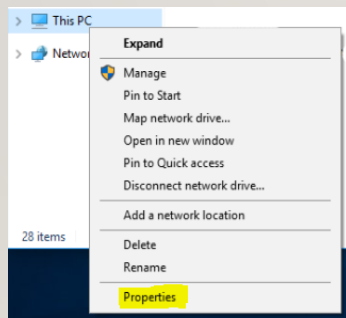 This PC
Networ
Expand
Manage
Pin to Start
Map network drive...
Open in new window
Pin to Quick access
Disconnect network drive...
Add a network location
Delete
Rename
Properties
28 items